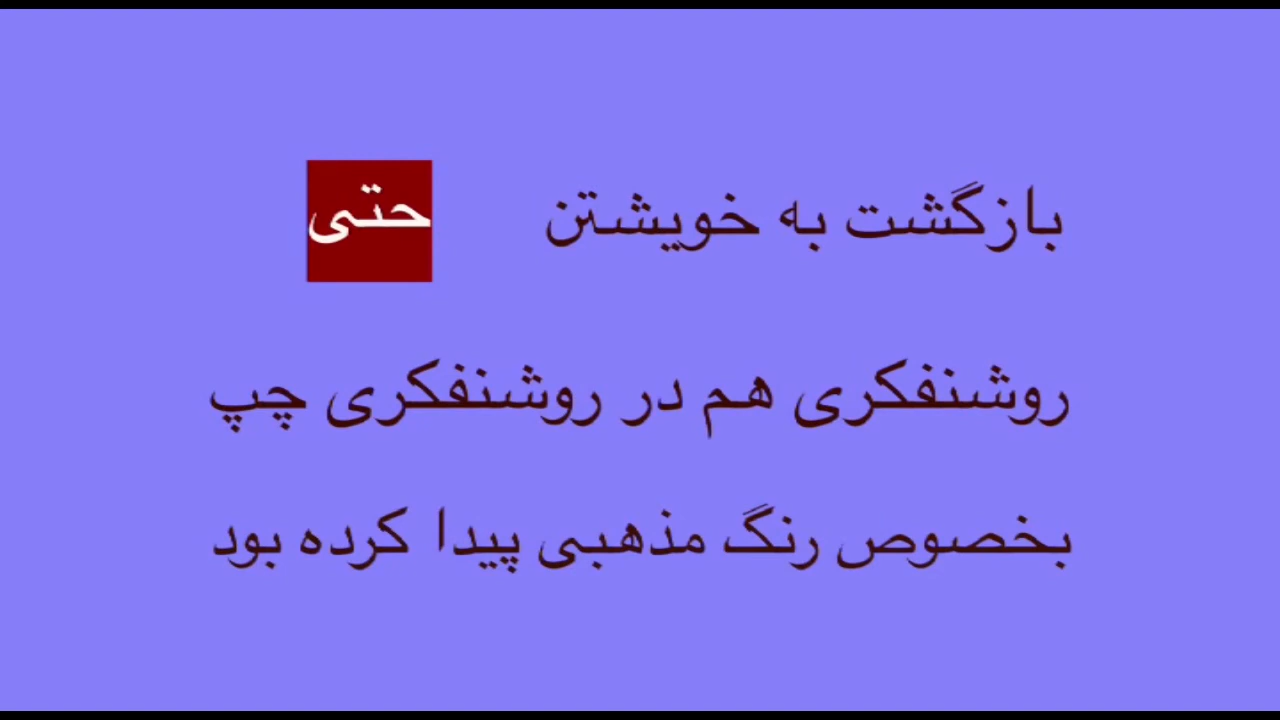 بازگشت به خویشتن حتی
روشنفکری هم در روشنفکری چپ
بخصوص رنگ مذهبی پیدا کرده بود